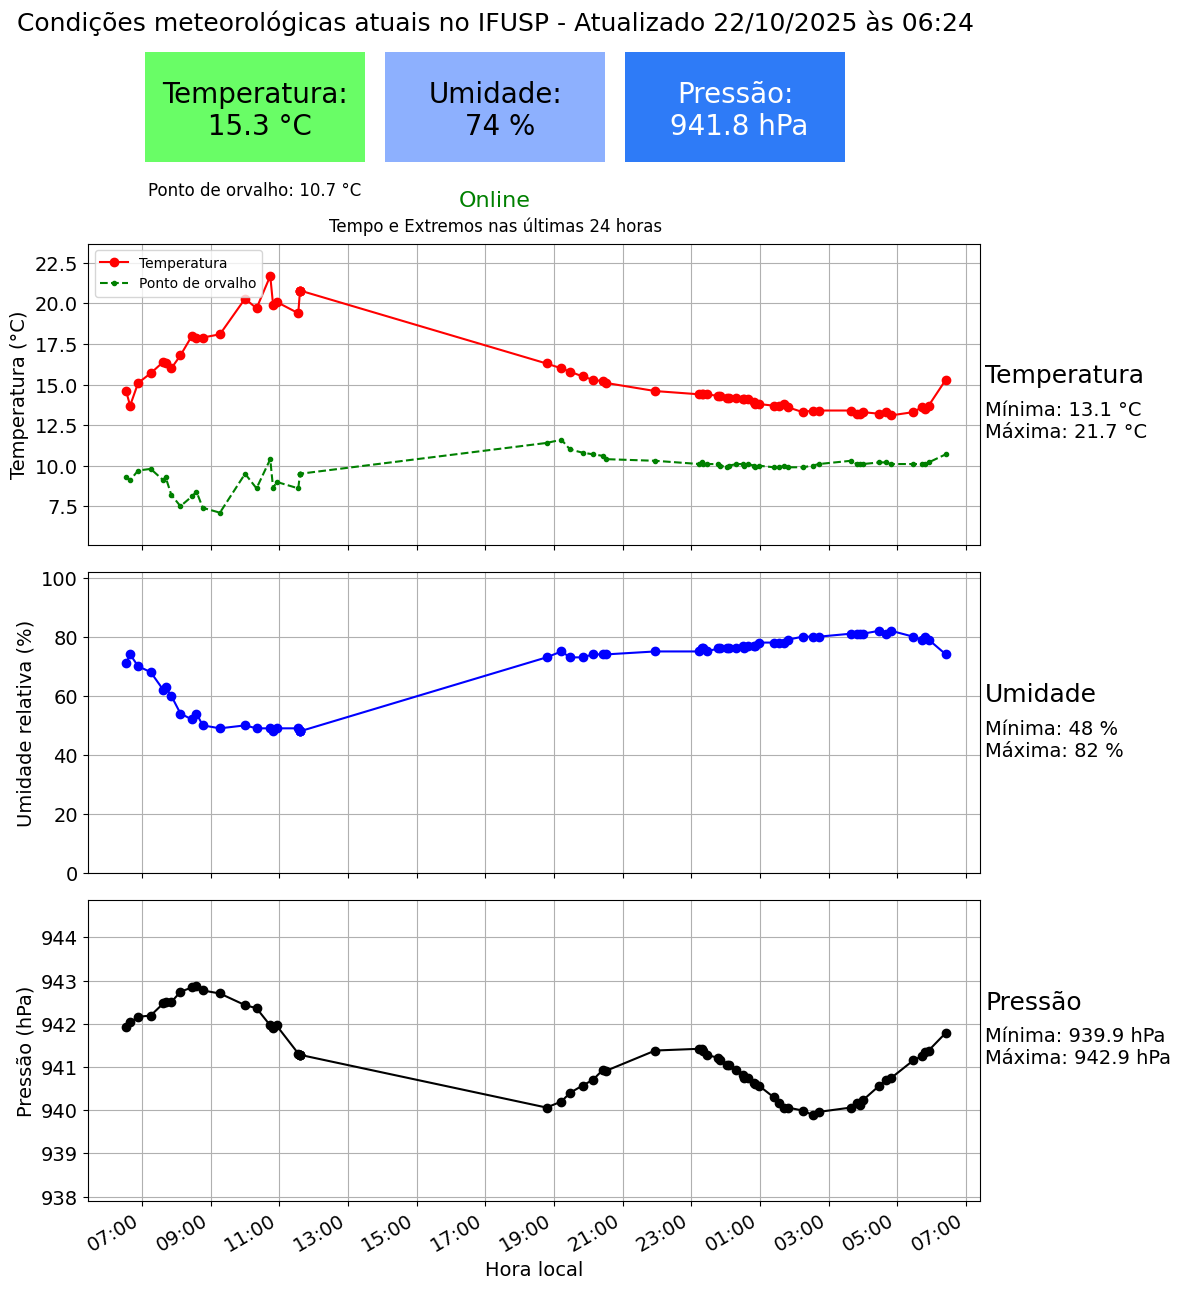 Condições meteorológicas atuais no IFUSP - Atualizado 22/10/2025 às 06:24
Temperatura:
15.3 °C
Umidade:
74 %
Pressão:
941.8 hPa
Ponto de orvalho: 10.7 °C
Online
Tempo e Extremos nas últimas 24 horas
Temperatura (°C)
22.5
20.0
17.5
15.0
12.5
10.0
7.5
Temperatura
Ponto de orvalho
Temperatura
Mínima: 13.1 °C
Máxima: 21.7 °C
Umidade relativa (%)
100
80
60
40
20
0
Umidade
Mínima: 48 %
Máxima: 82 %
Pressão (hPa)
944
943
942
941
940
939
938
Pressão
Mínima: 939.9 hPa
Máxima: 942.9 hPa
07:00 09:00 11:00 13:00 15:00 17:00 19:00 21:00 23:00 01:00 03:00 05:00 07:00
Hora local